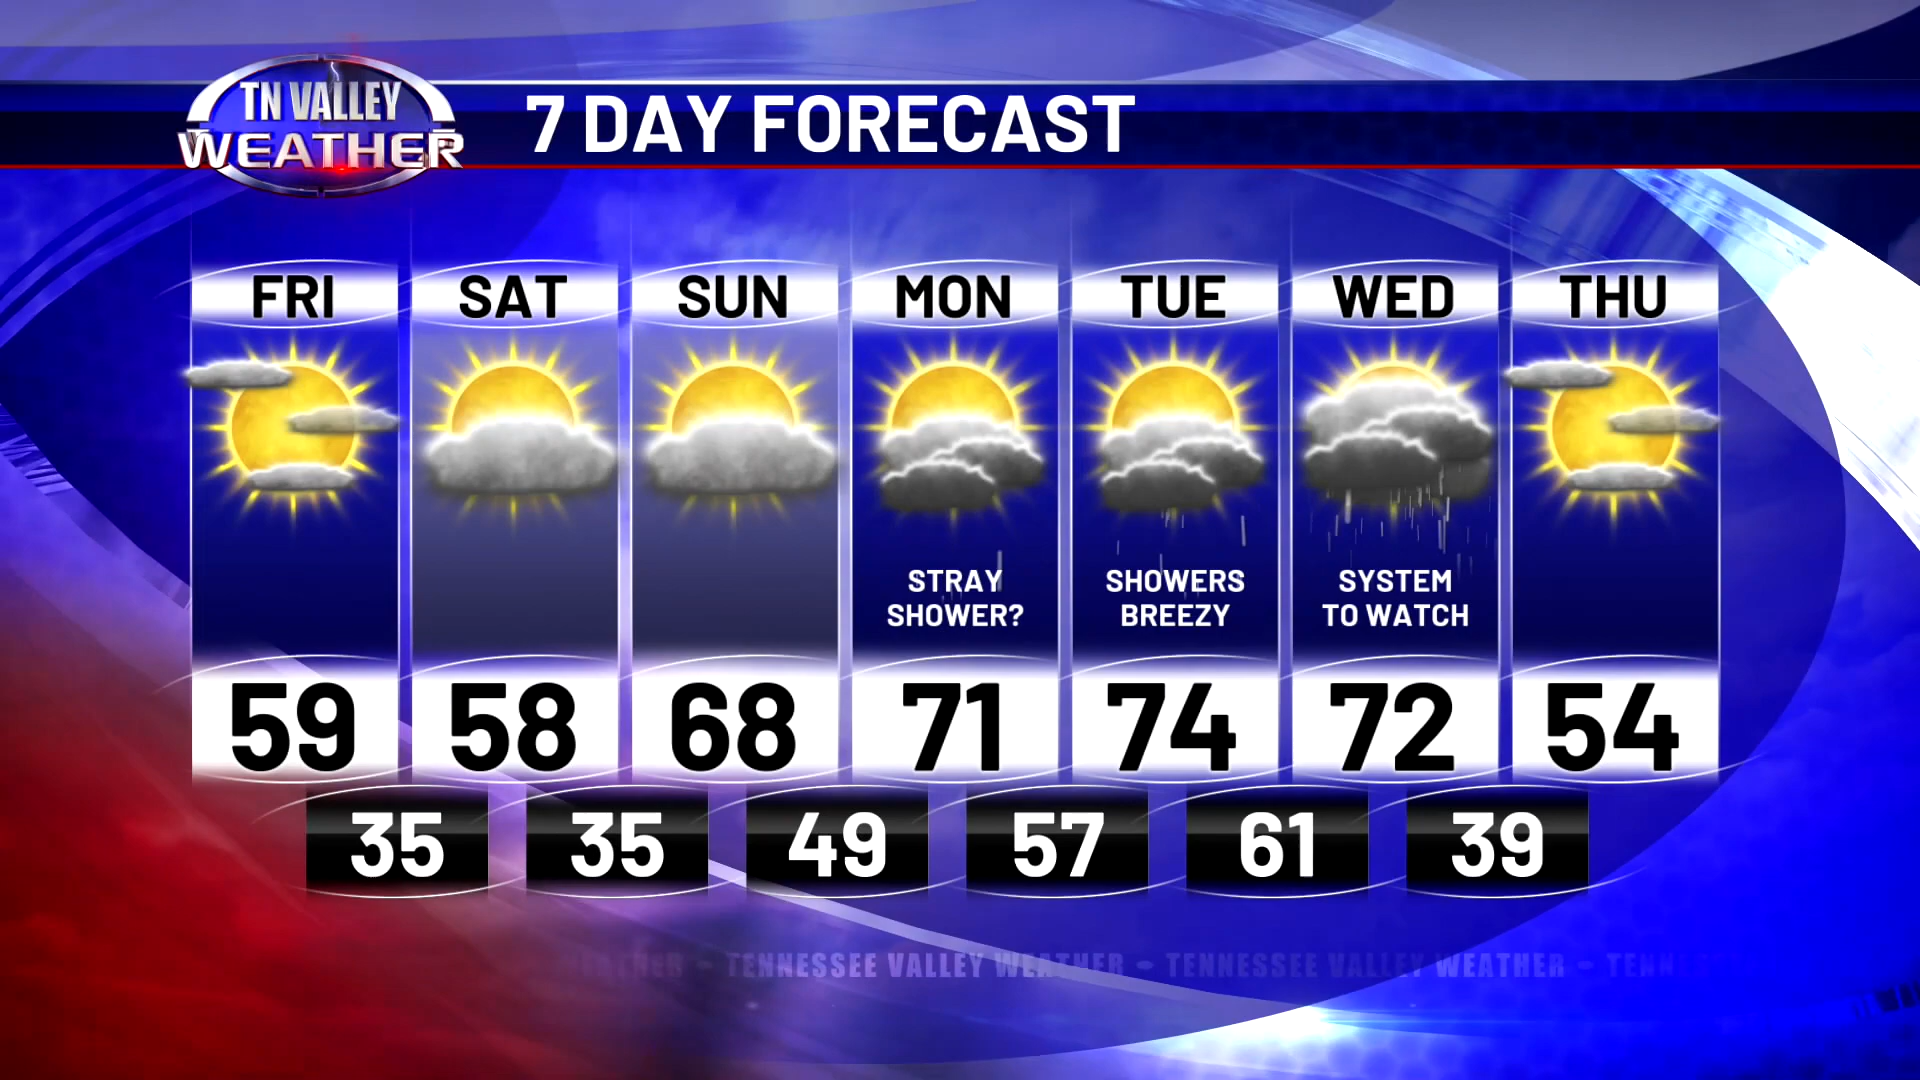 TN VALLEY
WEATHER
7 DAY FORECAST
FRI SAT SUN MON TUE WED THU
STRAY
SHOWER?
SHOWERS
BREEZY
SYSTEM
TO WATCH
59 58 68 71 74 72 54
35 35 49 57 61 39
WEATHER - TENNESSEE VALLEY WEATHER - TENNESSEE VALLEY WEATHER -